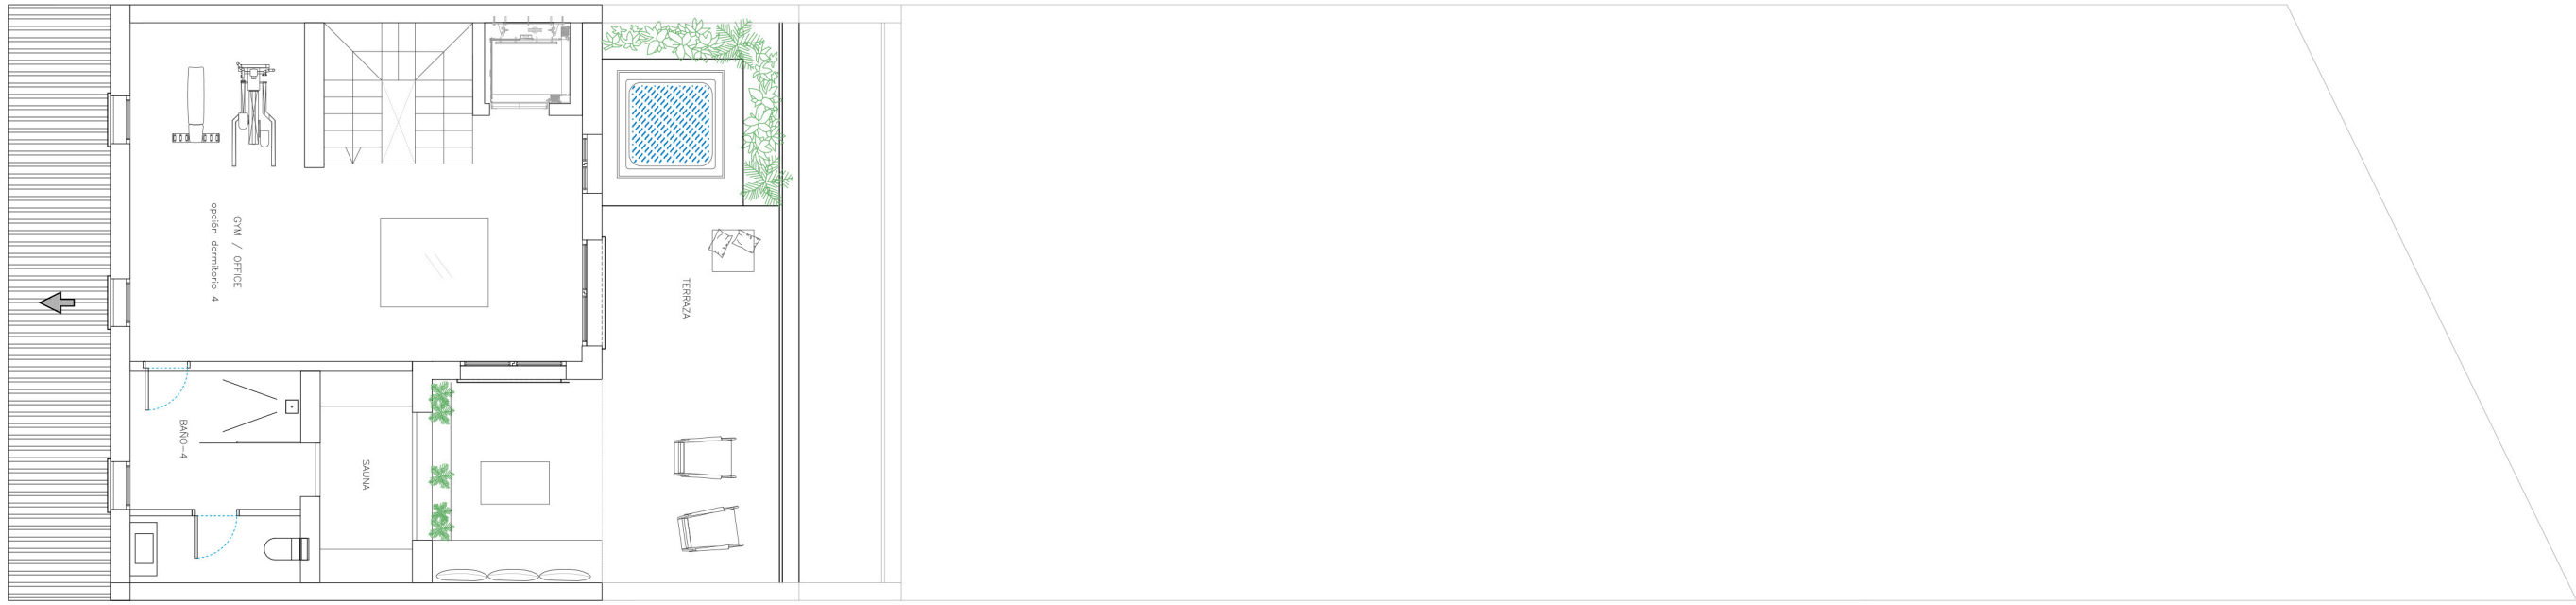 GYM / OFFICE
opción dormitorio 4
TERRAZA
BAÑO-4
SAUNA